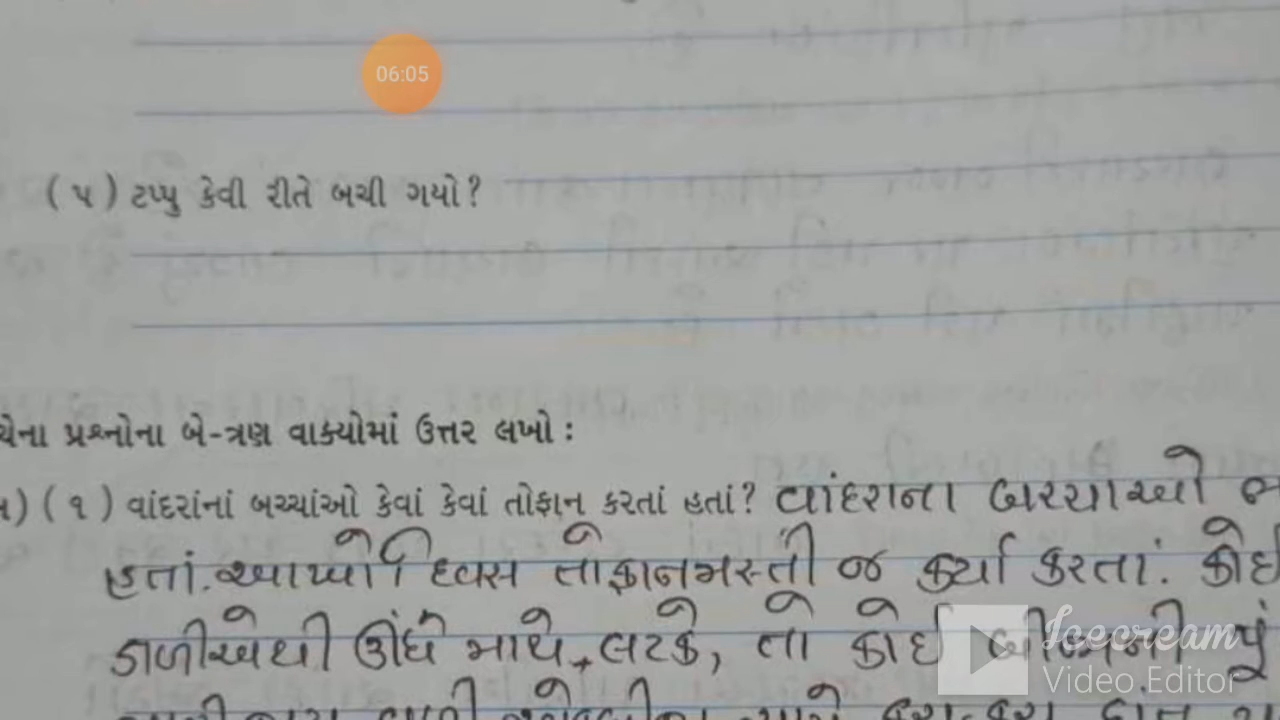 06:05
(૫) ટપ્પુ કેવી રીતે બચી ગયો?
ચેના પ્રશ્નોના બે-ત્રણ વાક્યોમાં ઉત્તર લખો :
(૧) વાંદરાંનાં બચ્ચાંઓ કેવાં કેવાં તોફાન કરતાં હતાં? વાંદરાના બચ્ચાઓ
હતાં. આખો દિવસ તોફાનમસ્તી જ કર્યા કરતાં. કોઈ
ડાળીએથી ઊંધે માથે લટકે, તો કોઈ બીજાની પૂં
Icecream
Video Editor